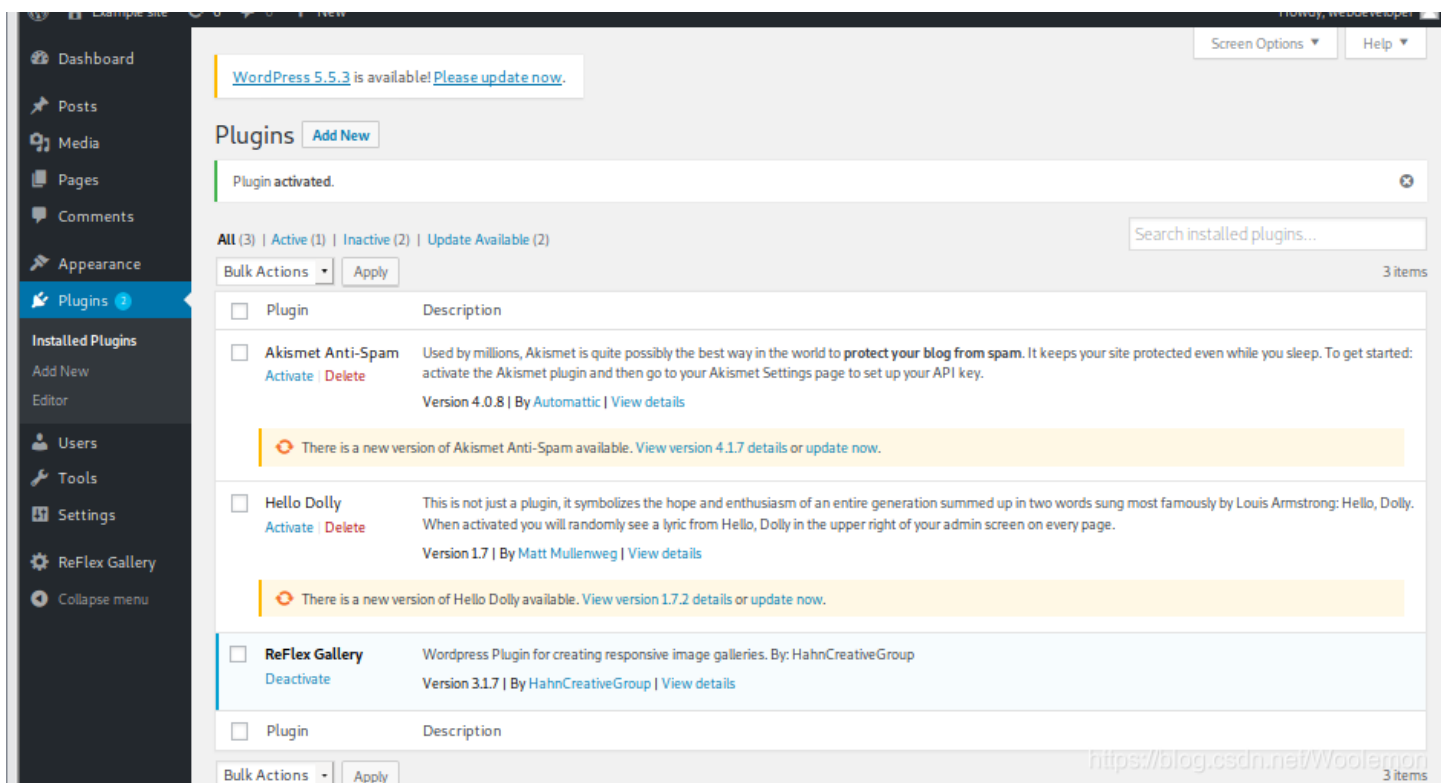 Example site 6 0 + New
Howdy, webdeveloper
Screen Options ▼ Help ▼
Dashboard
Posts
Media
Pages
Comments
Appearance
Plugins 2
Installed Plugins
Add New
Editor
Users
Tools
Settings
ReFlex Gallery
Collapse menu
WordPress 5.5.3 is available! Please update now.
Plugins Add New
Plugin activated.
All (3) | Active (1) | Inactive (2) | Update Available (2)
Search installed plugins...
Bulk Actions Apply
3 items
Plugin Description
Akismet Anti-Spam
Activate | Delete
Used by millions, Akismet is quite possibly the best way in the world to protect your blog from spam. It keeps your site protected even while you sleep. To get started:
activate the Akismet plugin and then go to your Akismet Settings page to set up your API key.
Version 4.0.8 | By Automattic | View details
There is a new version of Akismet Anti-Spam available. View version 4.1.7 details or update now.
Hello Dolly
Activate | Delete
This is not just a plugin, it symbolizes the hope and enthusiasm of an entire generation summed up in two words sung most famously by Louis Armstrong: Hello, Dolly.
When activated you will randomly see a lyric from Hello, Dolly in the upper right of your admin screen on every page.
Version 1.7 | By Matt Mullenweg | View details
There is a new version of Hello Dolly available. View version 1.7.2 details or update now.
ReFlex Gallery
Deactivate
Wordpress Plugin for creating responsive image galleries. By: HahnCreativeGroup
Version 3.1.7 | By HahnCreativeGroup | View details
Plugin Description
Bulk Actions Apply
3 items
https://blog.csdn.net/Woolemon